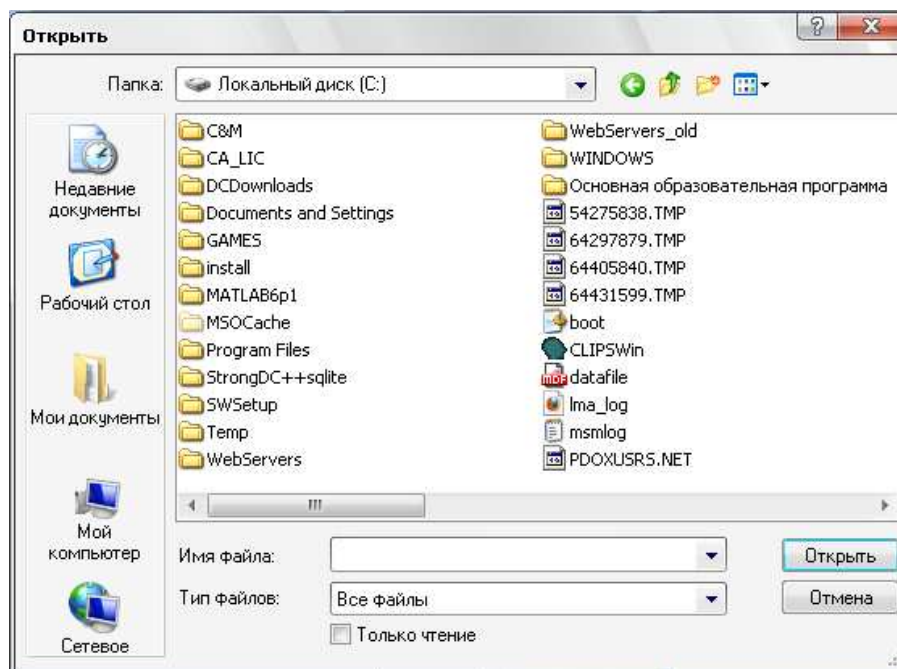 Открыть
Папка:
Локальный диск (C:)
Недавние
документы
Рабочий стол
Мои документы
Мой
компьютер
Сетевое
C&M
CA_LIC
DCDownloads
Documents and Settings
GAMES
install
MATLAB6p1
MSOCache
Program Files
StrongDC++sqlite
SWSetup
Temp
WebServers
WebServers_old
WINDOWS
Основная образовательная программа
54275838.TMP
64297879.TMP
64405840.TMP
64431599.TMP
boot
CLIPSWin
datafile
lma_log
msmlog
PDOXUSRS.NET
Имя файла:
Открыть
Тип файлов:
Все файлы
Отмена
Только чтение